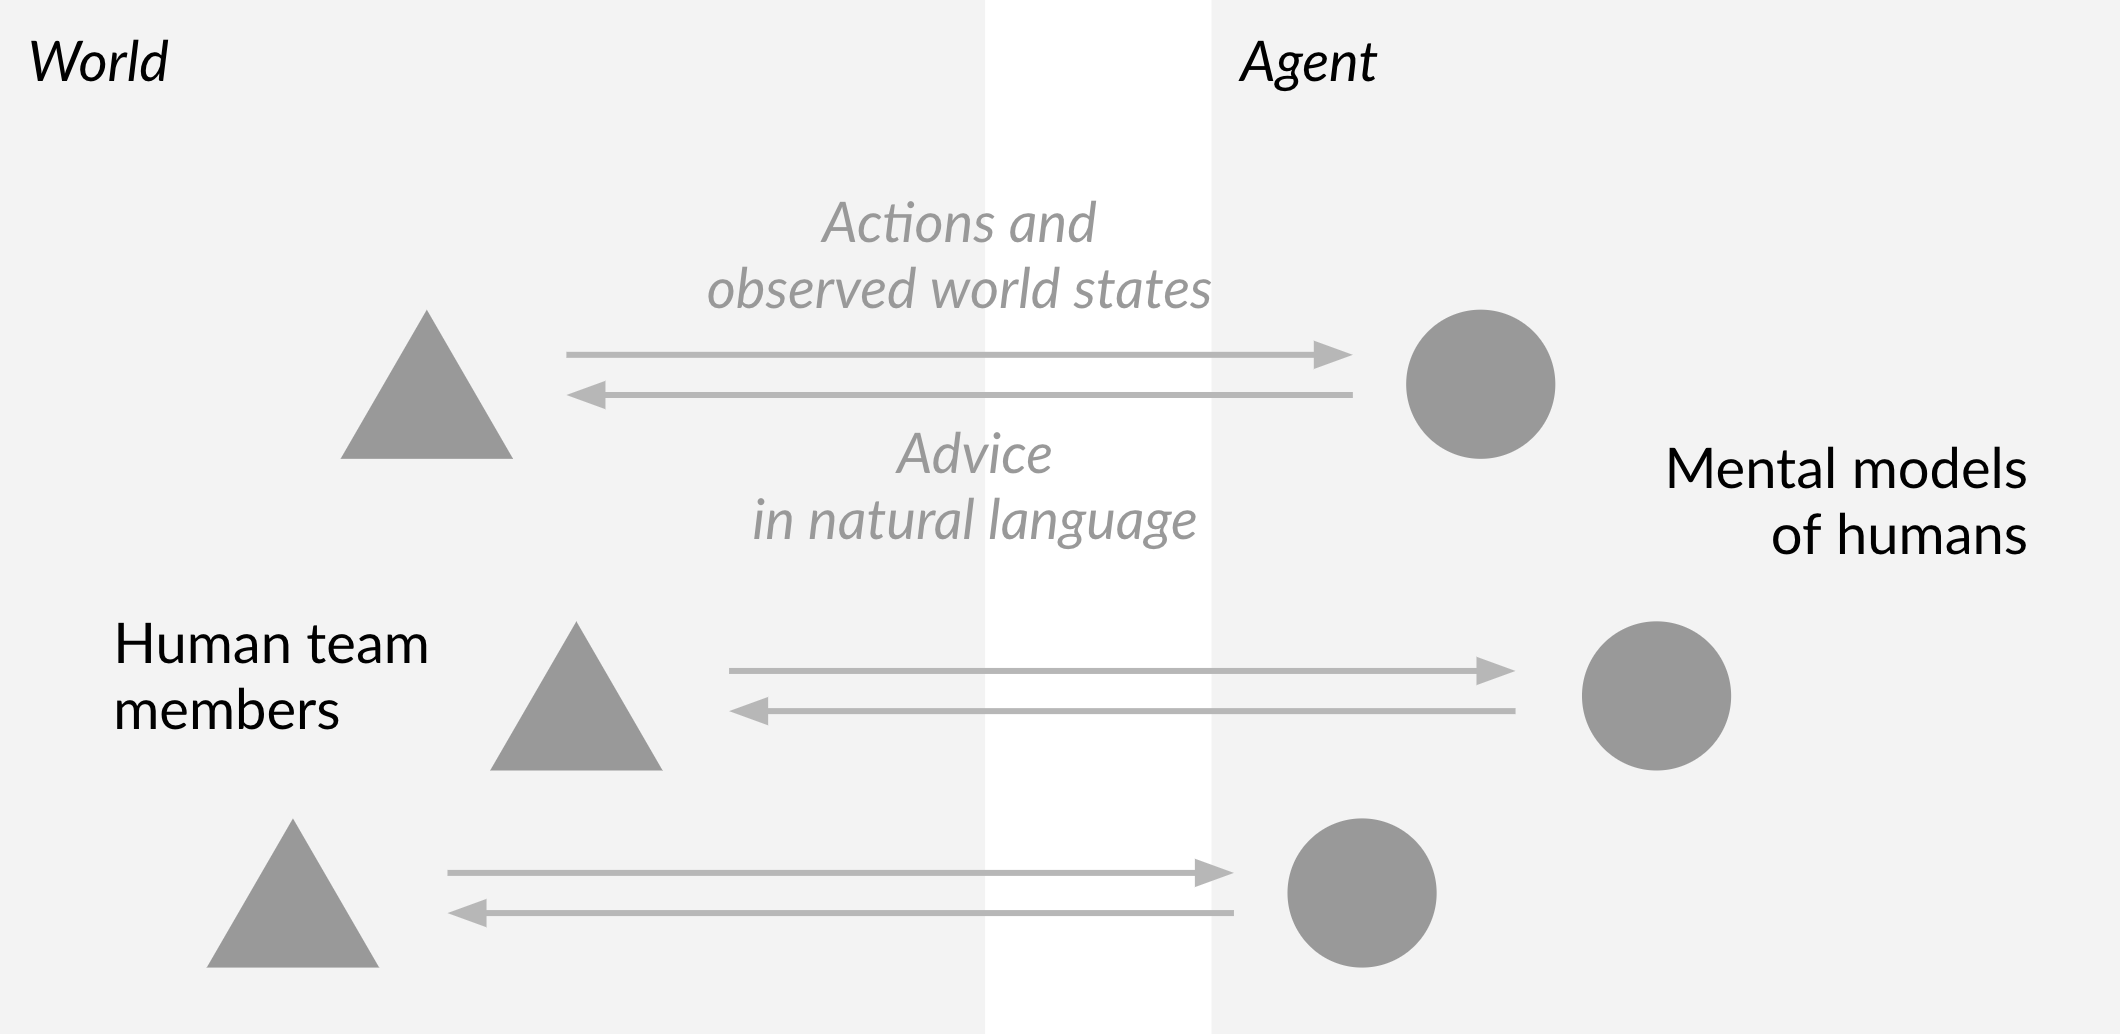 World
Agent
Actions and
observed world states
Advice
in natural language
Mental models
of humans
Human team
members